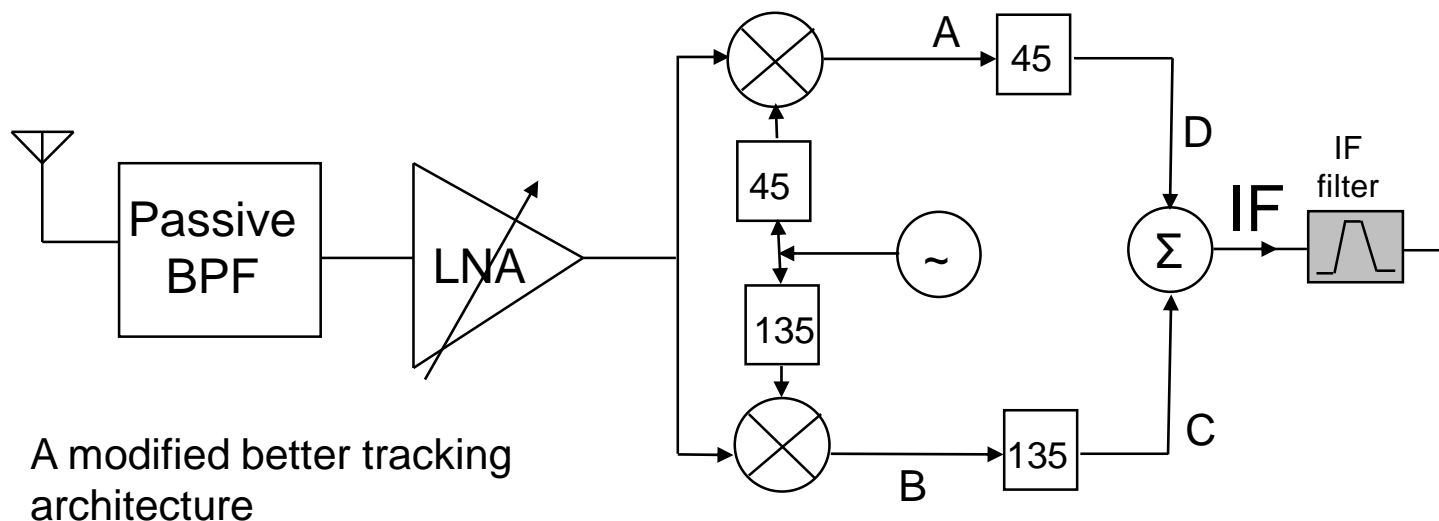 A
45
D
IF
filter
45
Passive
BPF
LNA
~
Σ
IF
135
A modified better tracking
architecture
B
135
C